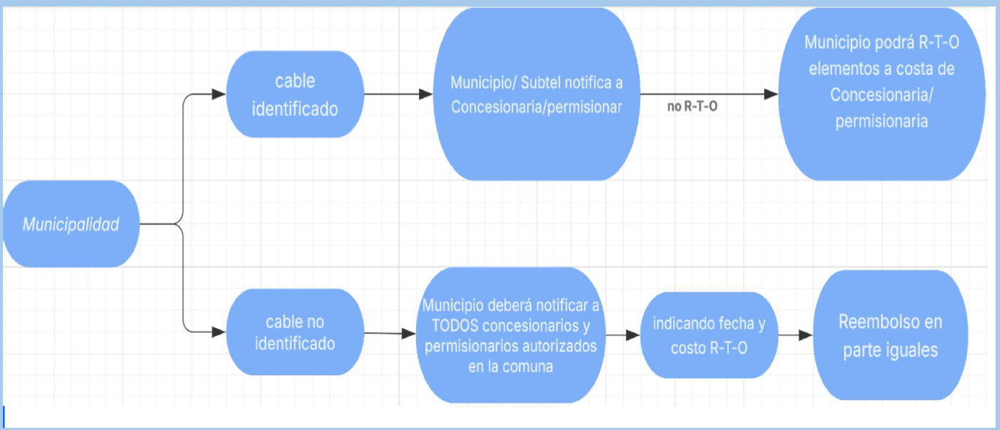 cable
identificado
Municipio/ Subtel notifica a
Concesionaria/permisionar
no R-T-O
Municipio podrá R-T-O
elementos a costa de
Concesionaria/
permisionaria
Municipalidad
cable no
identificado
Municipio deberá notificar a
TODOS concesionarios y
permisionarios autorizados
en la comuna
indicando fecha y
costo R-T-O
Reembolso en
parte iguales